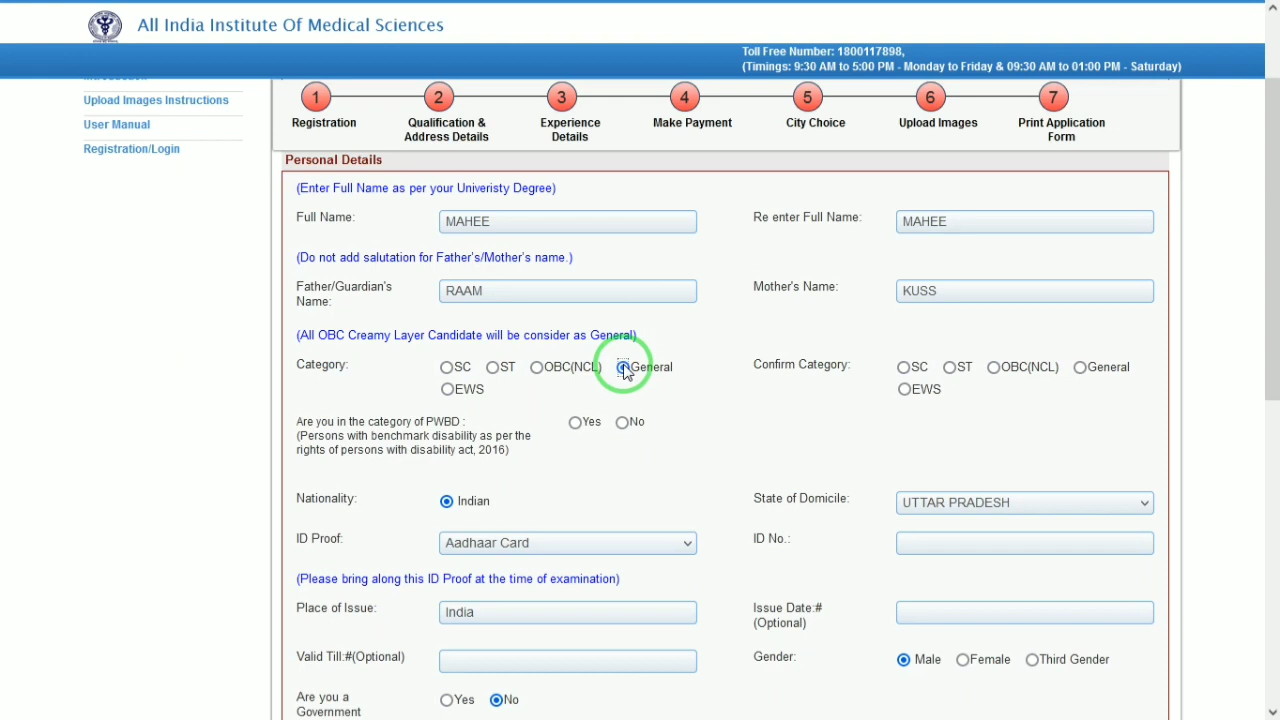 All India Institute Of Medical Sciences
Toll Free Number: 1800117898,
(Timings: 9:30 AM to 5:00 PM - Monday to Friday & 09:30 AM to 01:00 PM - Saturday)
Upload Images Instructions
User Manual
Registration/Login
1 2 3 4 5 6 7
Registration Qualification & Experience Make Payment City Choice Upload Images Print Application
Address Details Details Form
Personal Details
(Enter Full Name as per your Univeristy Degree)
Full Name: MAHEE Re enter Full Name: MAHEE
(Do not add salutation for Father's/Mother's name.)
Father/Guardian's RAAM Mother's Name: KUSS
Name:
(All OBC Creamy Layer Candidate will be consider as General)
Category: SC ST OBC(NCL) General Confirm Category: SC ST OBC(NCL) General
EWS EWS
Are you in the category of PWBD : Yes No
(Persons with benchmark disability as per the
rights of persons with disability act, 2016)
Nationality: Indian State of Domicile: UTTAR PRADESH
ID Proof: Aadhaar Card ID No.:
(Please bring along this ID Proof at the time of examination)
Place of Issue: India Issue Date:#
(Optional)
Valid Till:#(Optional) Gender: Male Female Third Gender
Are you a Yes No
Government